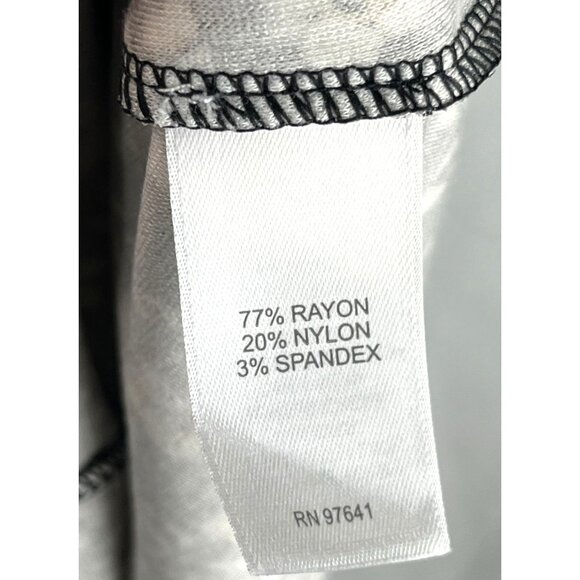 77% RAYON
20% NYLON
3% SPANDEX
RN 97641